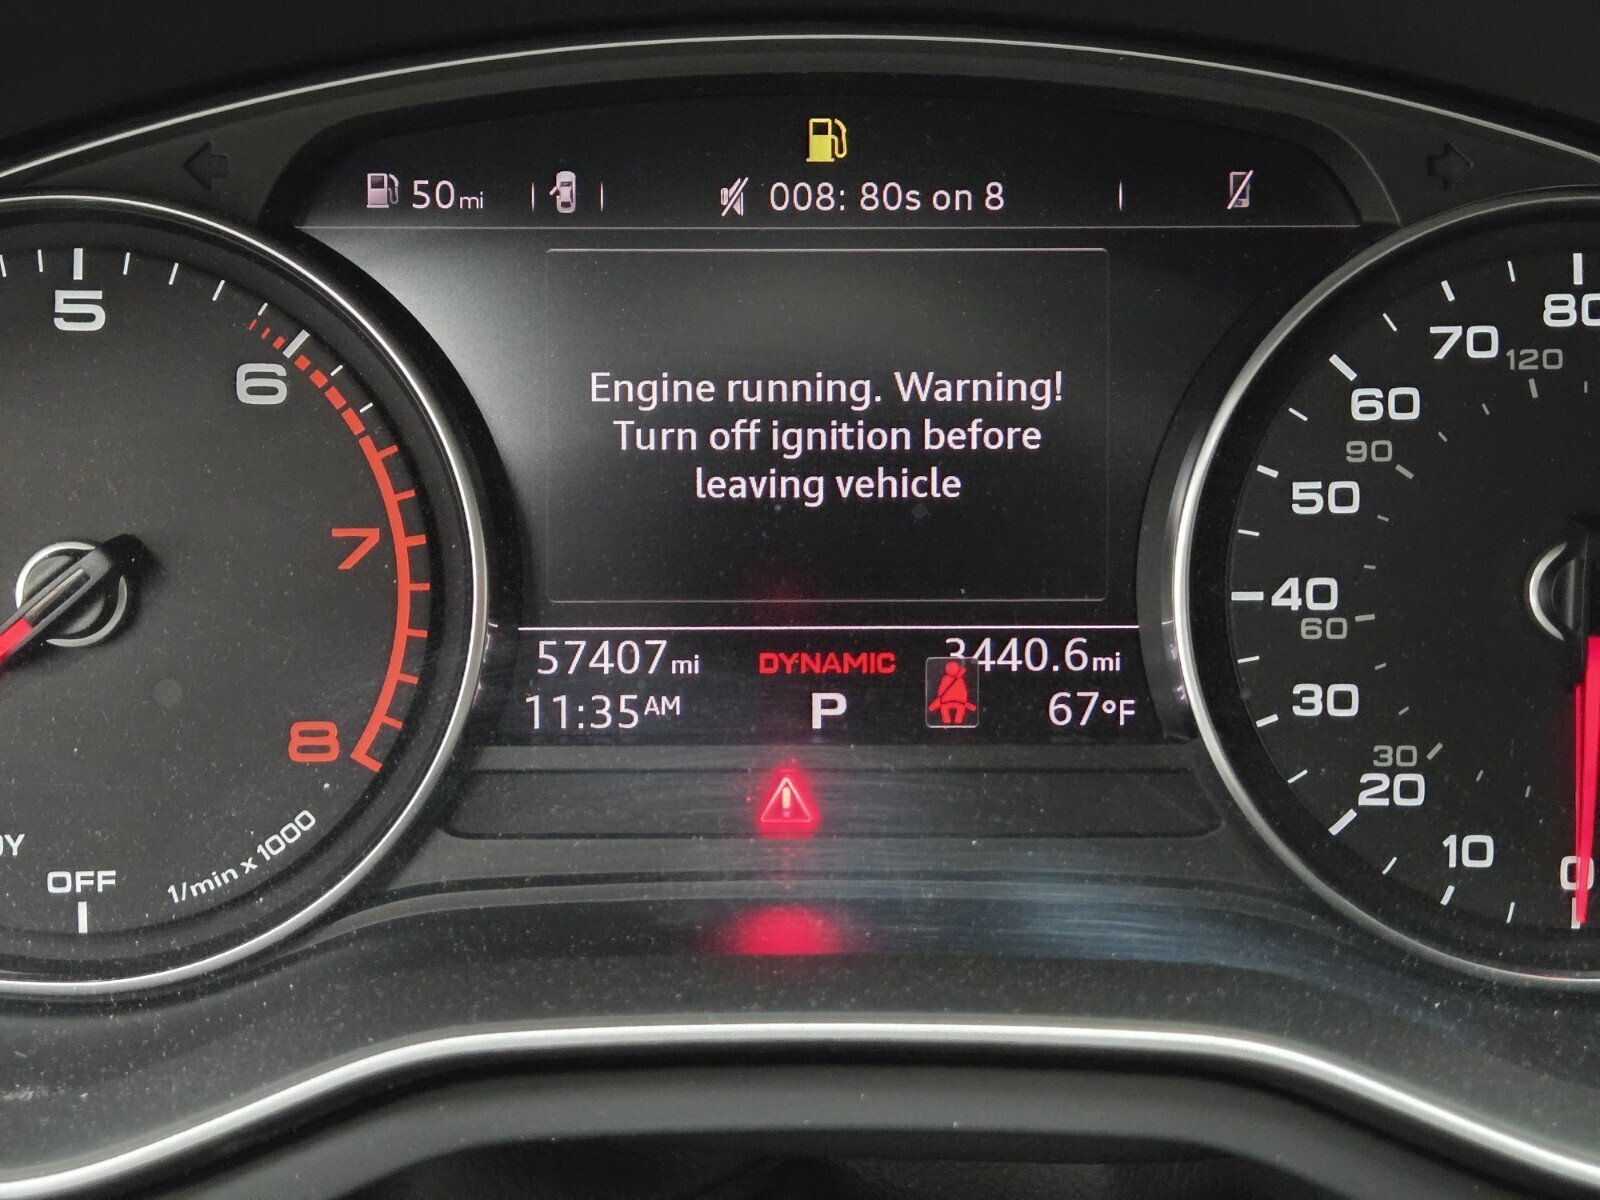 50mi
008: 80s on 8
Engine running. Warning!
Turn off ignition before
leaving vehicle
57407mi
DYNAMIC
3440.6mi
11:35AM
P
67°F
5
6
7
8
1/min x 1000
OFF
80
70
120
60
90
50
40
60
30
30
20
10
0